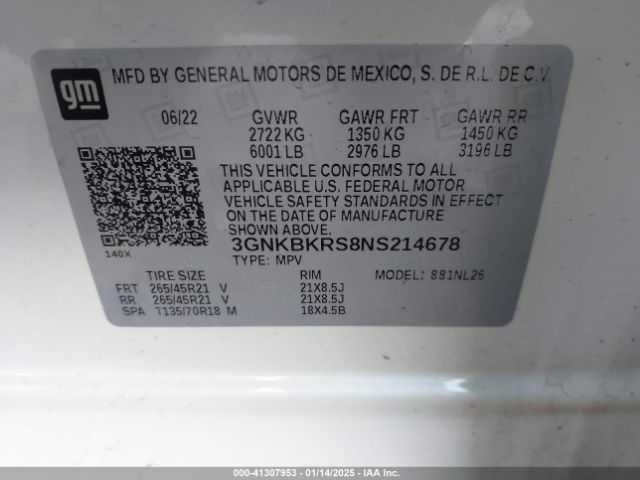 gm
MFD BY GENERAL MOTORS DE MEXICO, S. DE R.L. DE C.V.
06/22 GVWR GAWR FRT GAWR RR
2722 KG 1350 KG 1450 KG
6001 LB 2976 LB 3196 LB
THIS VEHICLE CONFORMS TO ALL
APPLICABLE U.S. FEDERAL MOTOR
VEHICLE SAFETY STANDARDS IN EFFECT
ON THE DATE OF MANUFACTURE
SHOWN ABOVE.
140X
3GNKBKRS8NS214678
TYPE: MPV MODEL: 881NL26
TIRE SIZE RIM
FRT 265/45R21 V 21X8.5J
RR 265/45R21 V 21X8.5J
SPA T135/70R18 M 18X4.5B
000-41307953 - 01/14/2025 - IAA Inc.